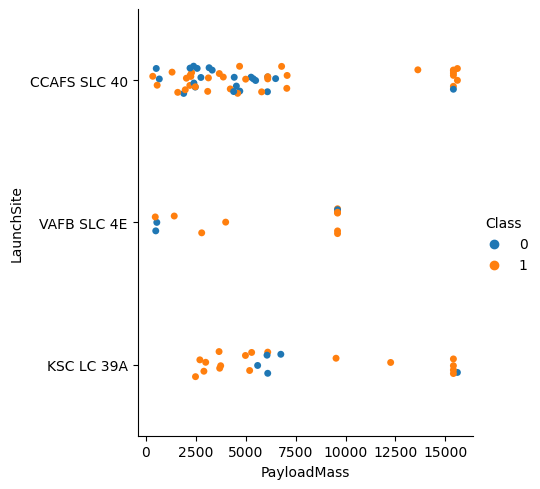 CCAFS SLC 40
VAFB SLC 4E
KSC LC 39A
LaunchSite
0 2500 5000 7500 10000 12500 15000
PayloadMass
Class
0
1